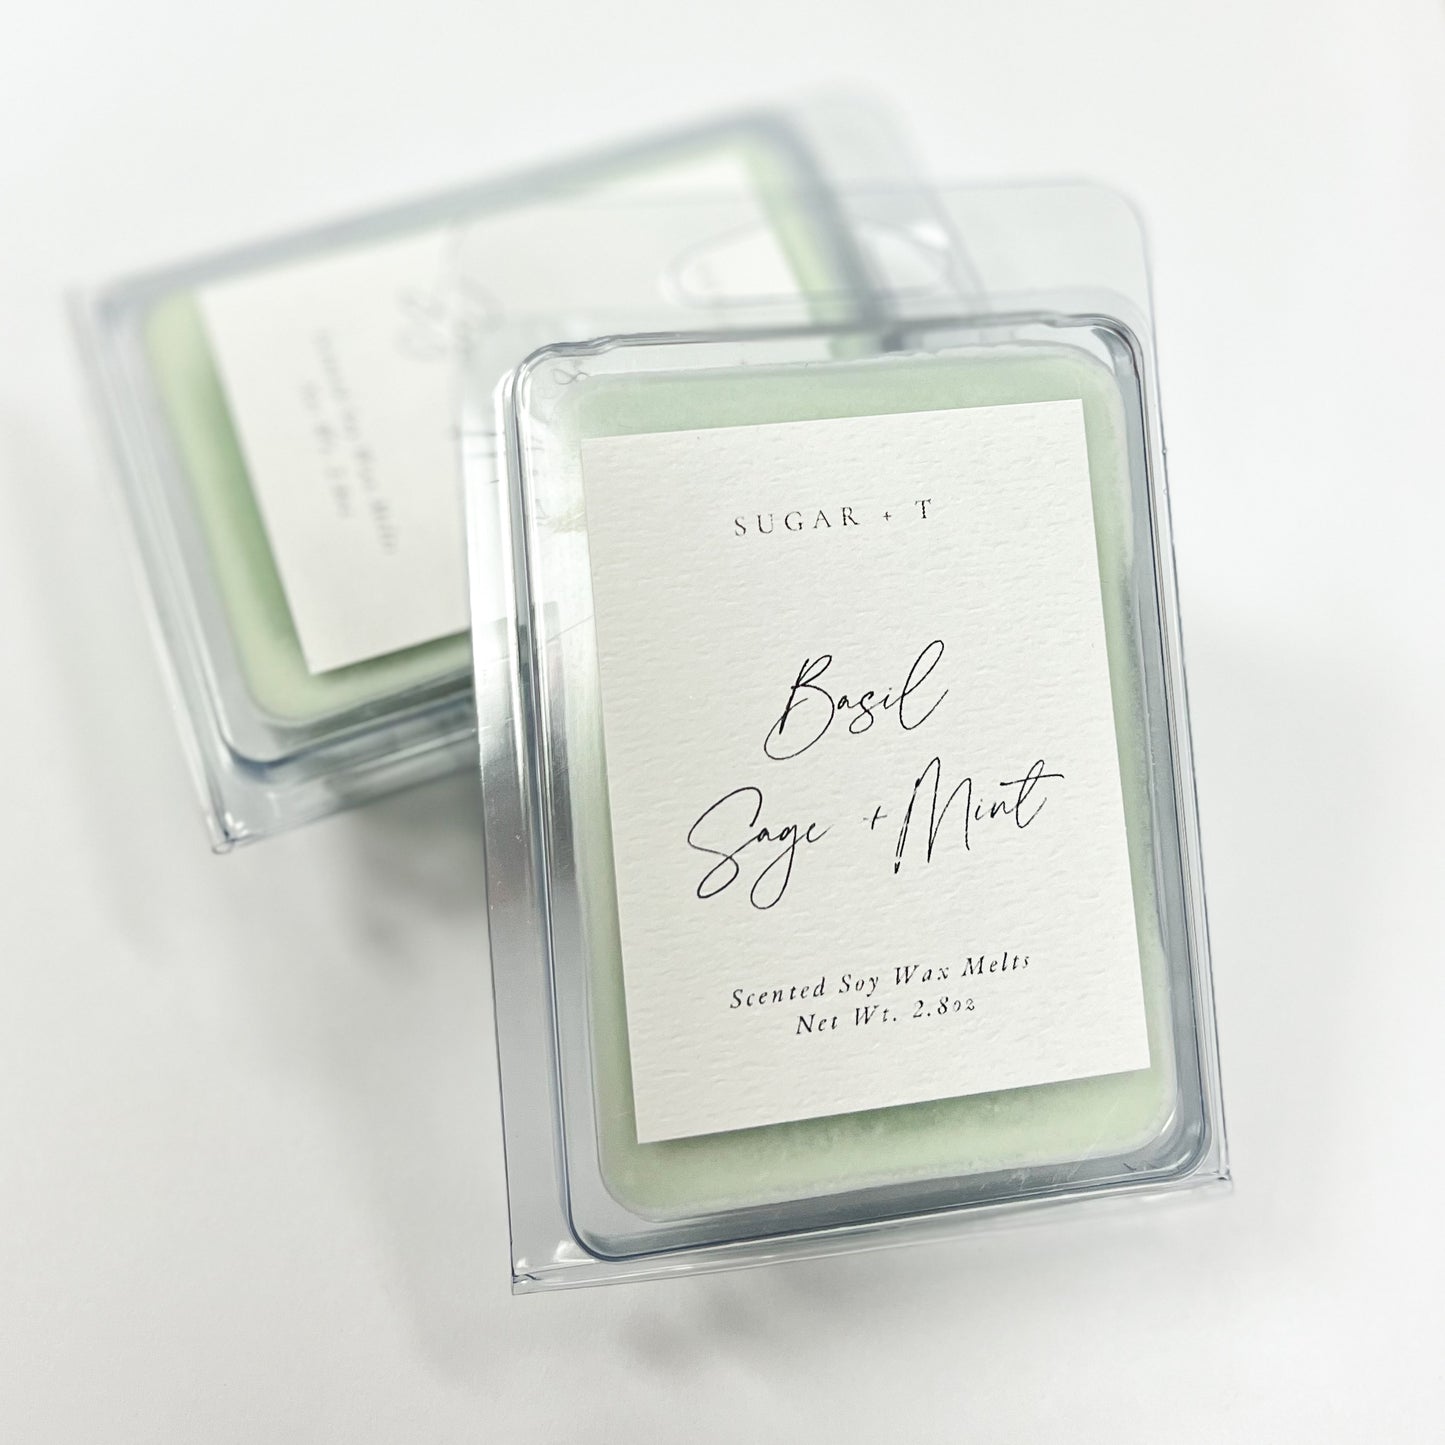 SUGAR + T
Basil
Sage + Mint
Scented Soy Wax Melts
Net Wt. 2.8oz